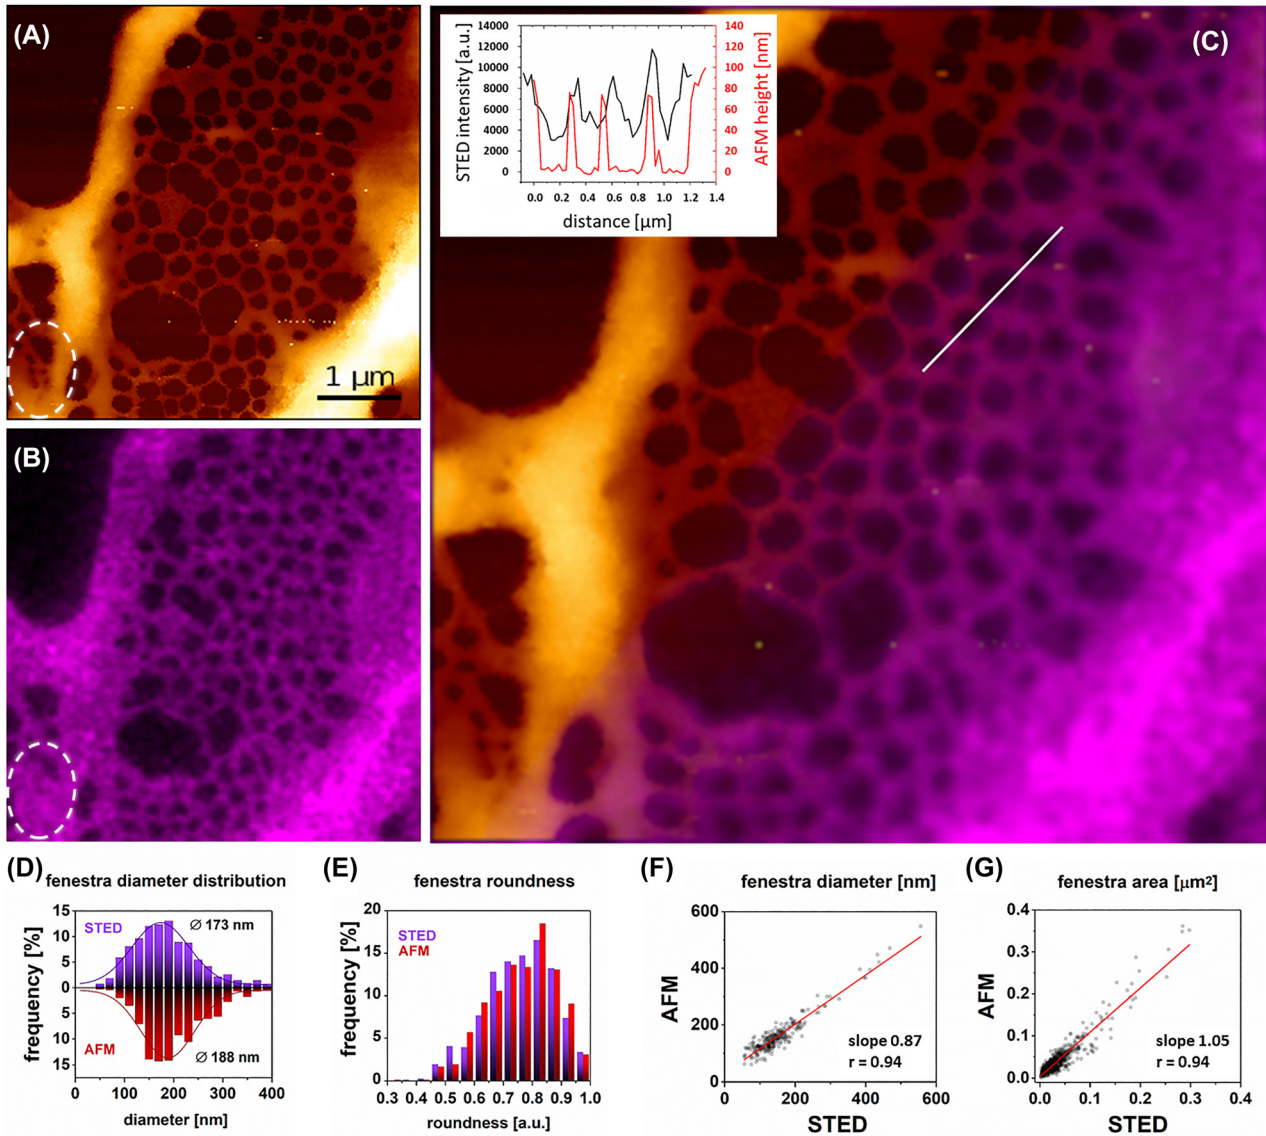 (A)
1 μm
(B)
(C)
STED intensity [a.u.]
14000
12000
10000
8000
6000
4000
2000
0
140
120
100
80
60
40
20
0
AFM height [nm]
0.0 0.2 0.4 0.6 0.8 1.0 1.2 1.4
distance [μm]
(D)
fenestra diameter distribution
frequency [%]
15
10
5
0
5
10
15
STED
Ø 173 nm
AFM
Ø 188 nm
0 100 200 300 400
diameter [nm]
(E)
fenestra roundness
frequency [%]
20
15
10
5
0
STED
AFM
0.3 0.4 0.5 0.6 0.7 0.8 0.9 1.0
roundness [a.u.]
(F)
fenestra diameter [nm]
AFM
600
400
200
0
slope 0.87
r = 0.94
0 200 400 600
STED
(G)
fenestra area [μm²]
AFM
0.4
0.3
0.2
0.1
0.0
slope 1.05
r = 0.94
0.0 0.1 0.2 0.3 0.4
STED